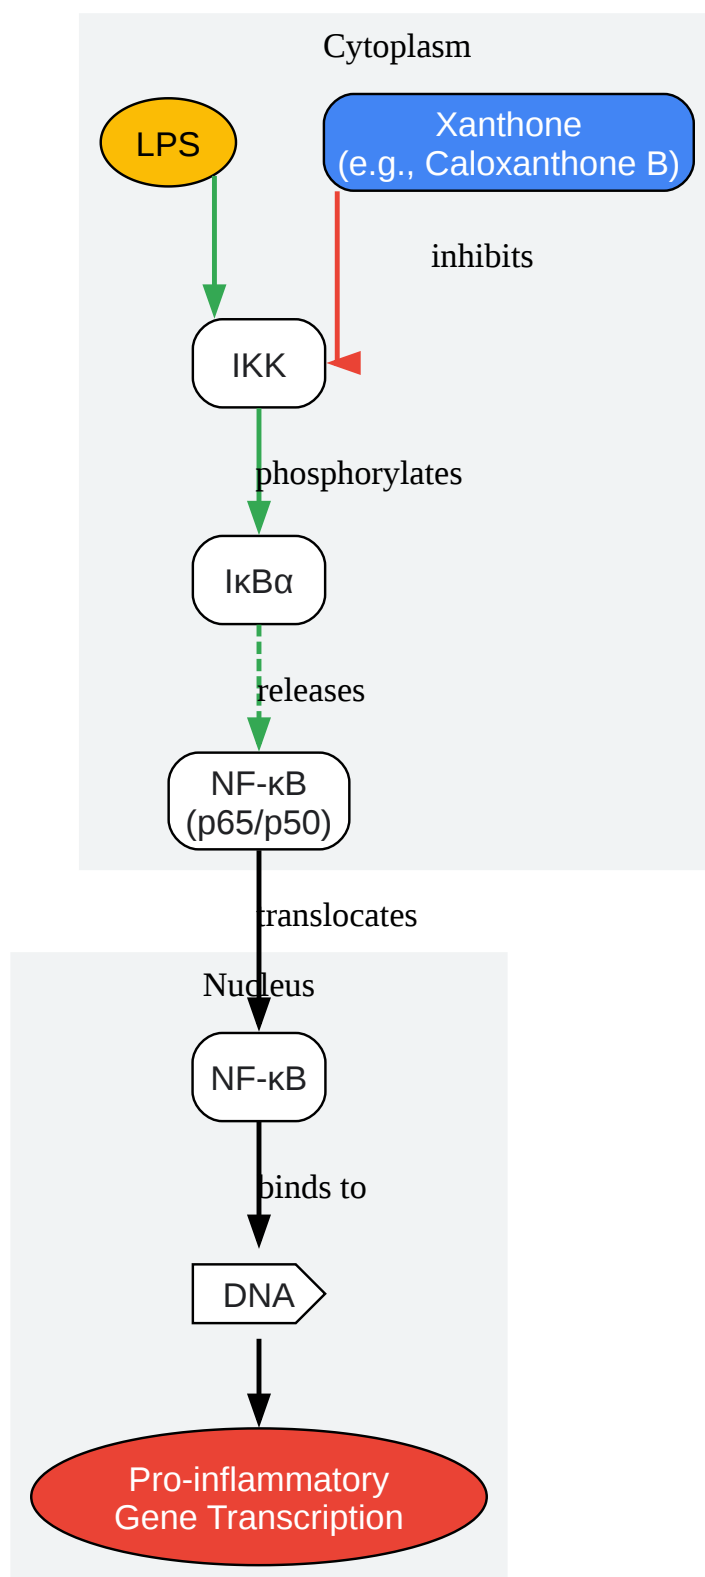 Cytoplasm
LPS
Xanthone
(e.g., Caloxanthone B)
inhibits
IKK
phosphorylates
IκBα
releases
NF-κB
(p65/p50)
translocates
Nucleus
NF-κB
binds to
DNA
Pro-inflammatory
Gene Transcription